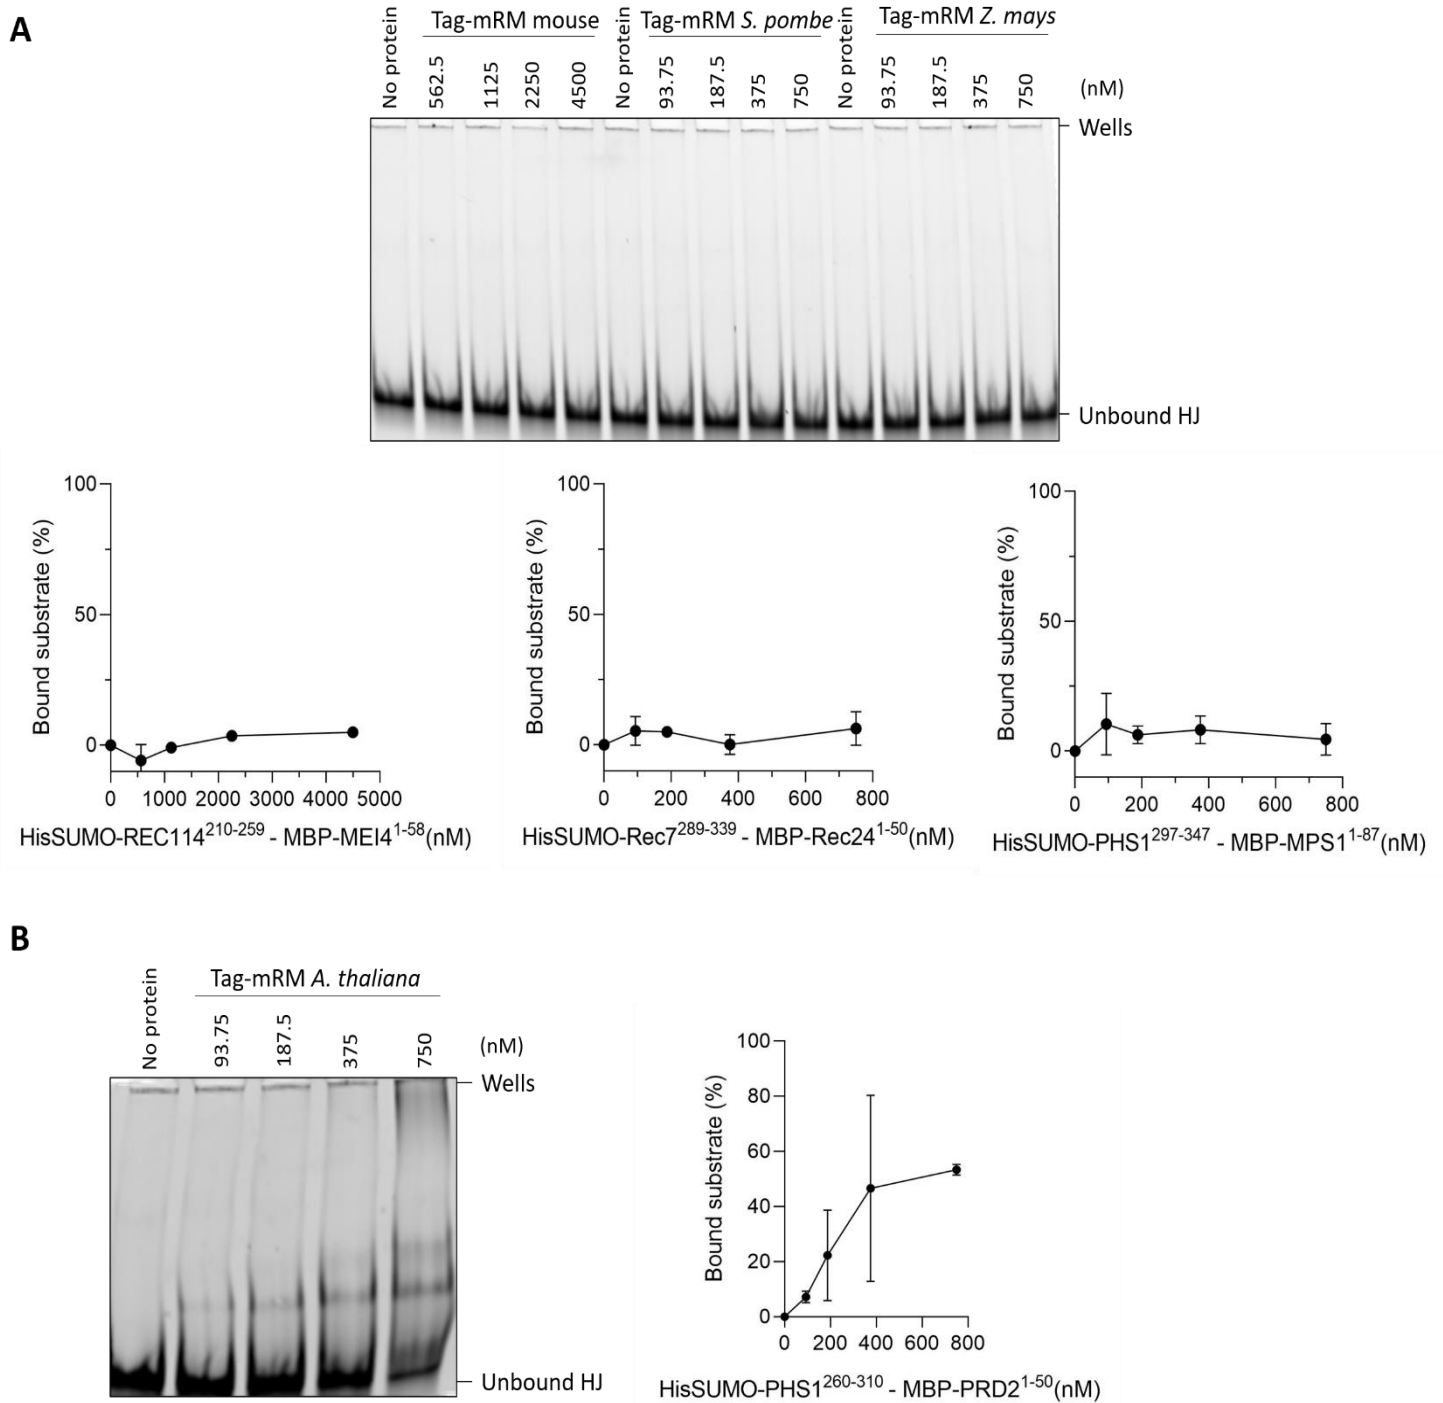 A
Tag-mRM mouse Tag-mRM S. pombe Tag-mRM Z. mays
No protein 562.5 1125 2250 4500 No protein 93.75 187.5 375 750 No protein 93.75 187.5 375 750 (nM)
Wells
Unbound HJ
Bound substrate (%)
100
50
0
0 1000 2000 3000 4000 5000
HisSUMO-REC114²¹⁰⁻²⁵⁹ - MBP-MEI4¹⁻⁵⁸(nM)
Bound substrate (%)
100
50
0
0 200 400 600 800
HisSUMO-Rec7²⁸⁹⁻³³⁹ - MBP-Rec24¹⁻⁵⁰(nM)
Bound substrate (%)
100
50
0
0 200 400 600 800
HisSUMO-PHS1²⁹⁷⁻³⁴⁷ - MBP-MPS1¹⁻⁸⁷(nM)
B
Tag-mRM A. thaliana
No protein 93.75 187.5 375 750 (nM)
Wells
Unbound HJ
Bound substrate (%)
100
80
60
40
20
0
0 200 400 600 800
HisSUMO-PHS1²⁶⁰⁻³¹⁰ - MBP-PRD2¹⁻⁵⁰(nM)